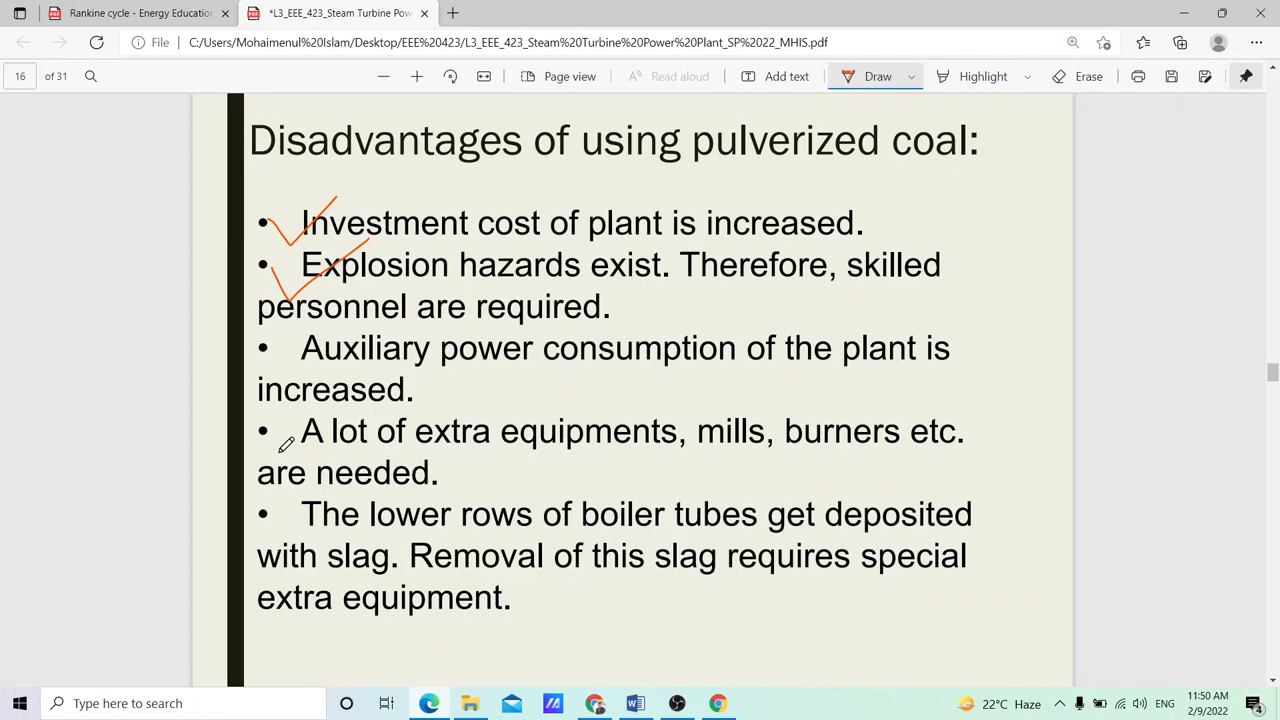 Rankine cycle - Energy Education
*L3_EEE_423_Steam Turbine Pow
File
C:/Users/Mohaimenul%20Islam/Desktop/EEE%20423/L3_EEE_423_Steam%20Turbine%20Power%20Plant_SP%2022_MHIS.pdf
16 of 31
Page view
Read aloud
Add text
Draw
Highlight
Erase
Disadvantages of using pulverized coal:
• Investment cost of plant is increased.
• Explosion hazards exist. Therefore, skilled
personnel are required.
• Auxiliary power consumption of the plant is
increased.
• A lot of extra equipments, mills, burners etc.
are needed.
• The lower rows of boiler tubes get deposited
with slag. Removal of this slag requires special
extra equipment.
Type here to search
22°C Haze
ENG
11:50 AM
2/9/2022
4